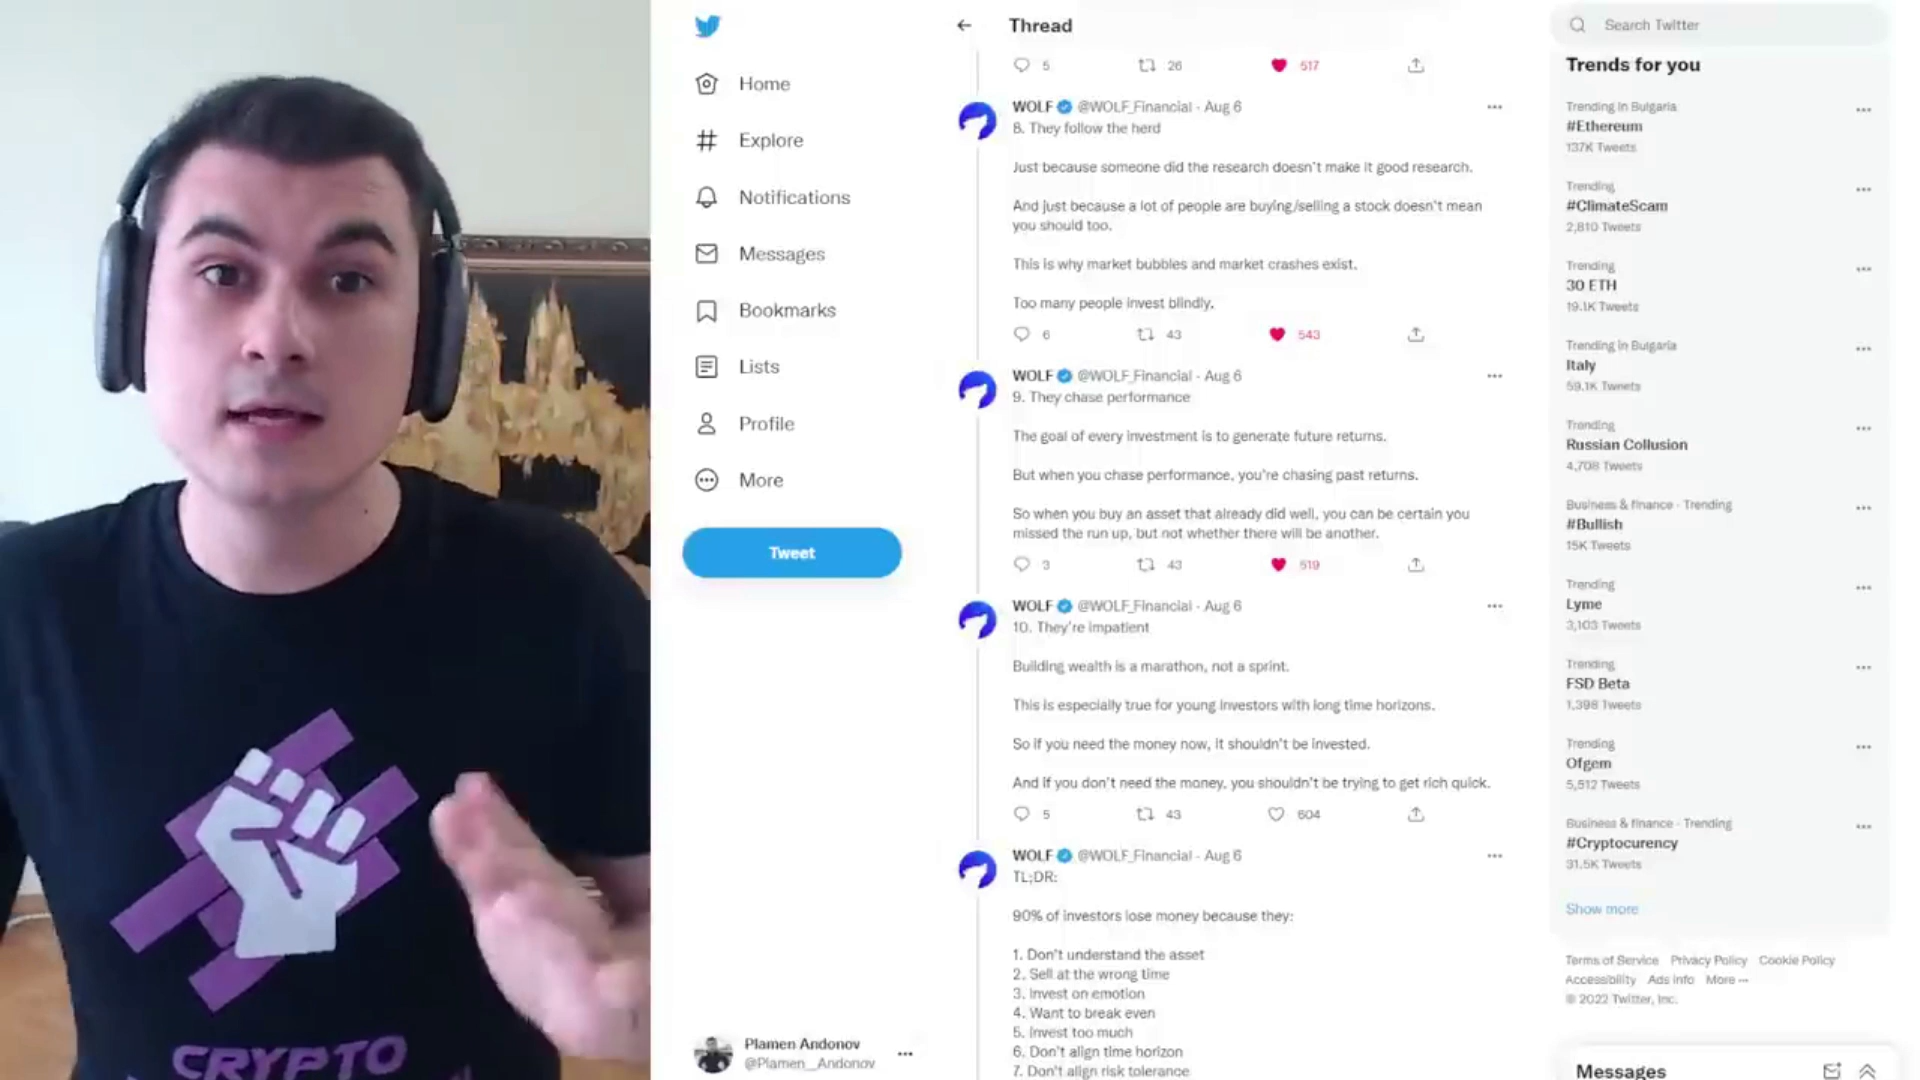 Home
Explore
Notifications
Messages
Bookmarks
Lists
Profile
More
Tweet
Plamen Andonov
@Plamen__Andonov
CRYPTO
Thread
5 26 517
WOLF @WOLF_Financial · Aug 6
8. They follow the herd
Just because someone did the research doesn't make it good research.
And just because a lot of people are buying/selling a stock doesn't mean
you should too.
This is why market bubbles and market crashes exist.
Too many people invest blindly.
6 43 543
WOLF @WOLF_Financial · Aug 6
9. They chase performance
The goal of every investment is to generate future returns.
But when you chase performance, you're chasing past returns.
So when you buy an asset that already did well, you can be certain you
missed the run up, but not whether there will be another.
3 43 519
WOLF @WOLF_Financial · Aug 6
10. They're impatient
Building wealth is a marathon, not a sprint.
This is especially true for young investors with long time horizons.
So if you need the money now, it shouldn't be invested.
And if you don't need the money, you shouldn't be trying to get rich quick.
5 43 604
WOLF @WOLF_Financial · Aug 6
TL;DR:
90% of investors lose money because they:
1. Don't understand the asset
2. Sell at the wrong time
3. Invest on emotion
4. Want to break even
5. Invest too much
6. Don't align time horizon
7. Don't align risk tolerance
Search Twitter
Trends for you
Trending in Bulgaria
#Ethereum
137K Tweets
Trending
#ClimateScam
2,810 Tweets
Trending
30 ETH
19.1K Tweets
Trending in Bulgaria
Italy
59.1K Tweets
Trending
Russian Collusion
4,708 Tweets
Business & finance · Trending
#Bullish
15K Tweets
Trending
Lyme
3,103 Tweets
Trending
FSD Beta
1,398 Tweets
Trending
Ofgem
5,512 Tweets
Business & finance · Trending
#Cryptocurency
31.5K Tweets
Show more
Terms of Service Privacy Policy Cookie Policy
Accessibility Ads info More ···
© 2022 Twitter, Inc.
Messages